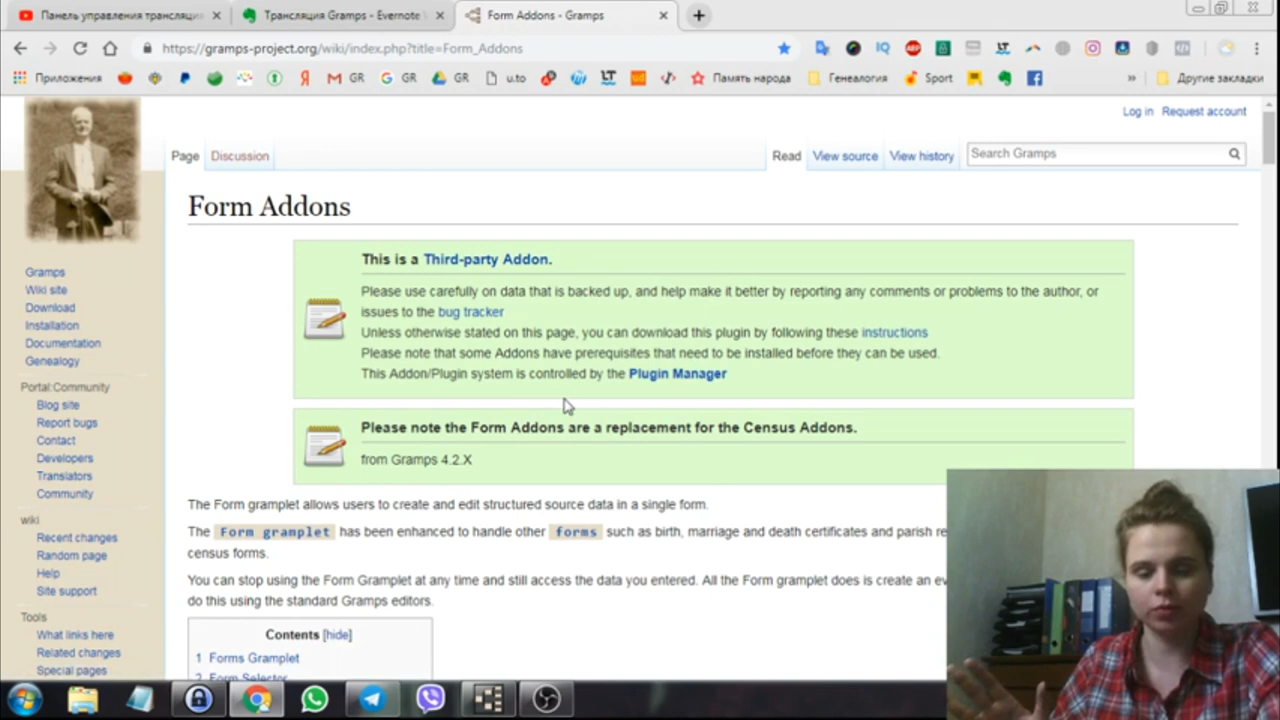 Панель управления трансляци
Трансляция Gramps - Evernote
Form Addons - Gramps
https://gramps-project.org/wiki/index.php?title=Form_Addons
Приложения
GR
GR
GR
u.to
Память народа
Генеалогия
Sport
Другие закладки
Log in Request account
Page Discussion Read View source View history Search Gramps
Form Addons
This is a Third-party Addon.
Please use carefully on data that is backed up, and help make it better by reporting any comments or problems to the author, or
issues to the bug tracker
Unless otherwise stated on this page, you can download this plugin by following these instructions
Please note that some Addons have prerequisites that need to be installed before they can be used.
This Addon/Plugin system is controlled by the Plugin Manager
Please note the Form Addons are a replacement for the Census Addons.
from Gramps 4.2.X
The Form gramplet allows users to create and edit structured source data in a single form.
The Form gramplet has been enhanced to handle other forms such as birth, marriage and death certificates and parish re
census forms.
You can stop using the Form Gramplet at any time and still access the data you entered. All the Form gramplet does is create an ev
do this using the standard Gramps editors.
Contents [hide]
1 Forms Gramplet
2 Form Selector
Gramps
Wiki site
Download
Installation
Documentation
Genealogy
Portal:Community
Blog site
Report bugs
Contact
Developers
Translators
Community
wiki
Recent changes
Random page
Help
Site support
Tools
What links here
Related changes
Special pages